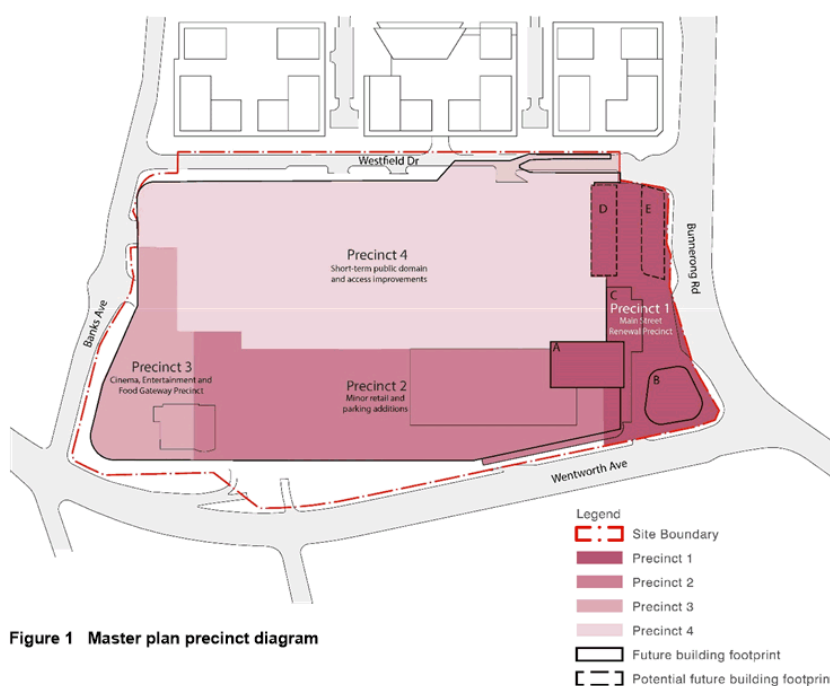 Westfield Dr
D
E
Bunnerong Rd
Precinct 4
Short-term public domain
and access improvements
C
Precinct 1
Main Street
Renewal Precinct
Banks Ave
A
Precinct 3
Cinema, Entertainment and
Food Gateway Precinct
Precinct 2
Minor retail and
parking additions
B
Wentworth Ave
Legend
Site Boundary
Precinct 1
Precinct 2
Precinct 3
Precinct 4
Future building footprint
Potential future building footprin
Figure 1 Master plan precinct diagram